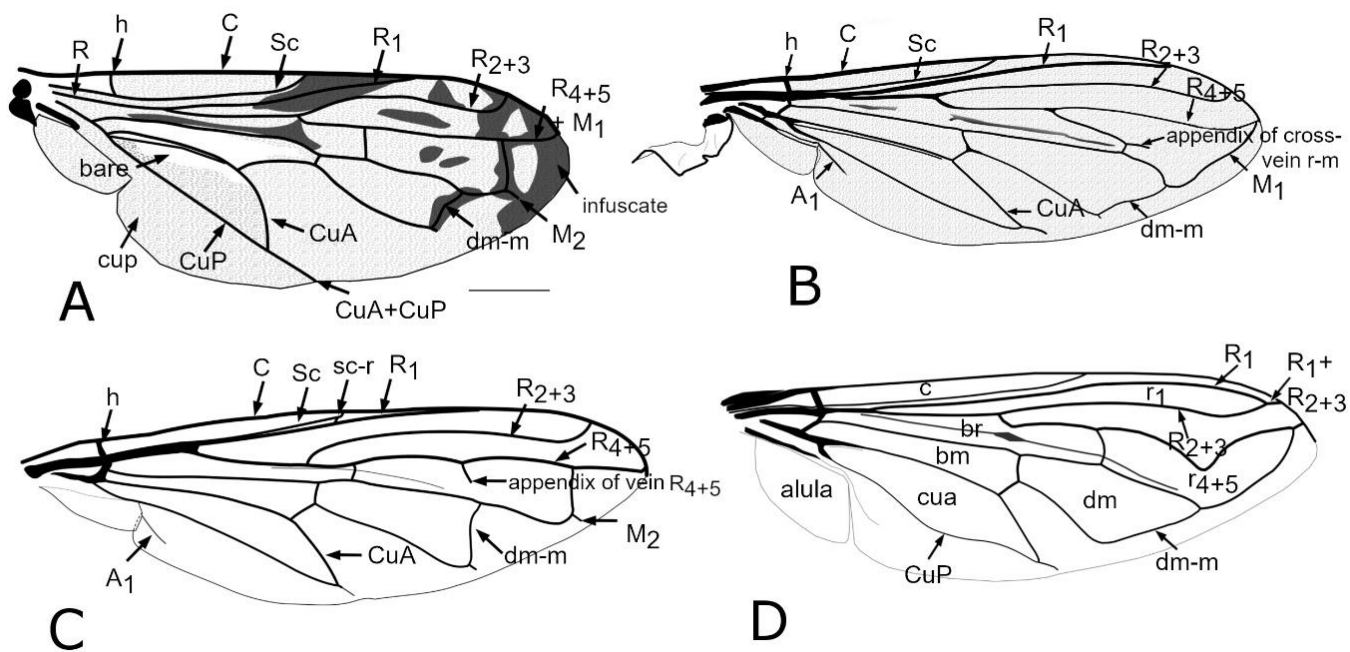 R
h
C
Sc
R1
R2+3
R4+5
+ M1
bare
infuscate
cup
CuP
CuA
dm-m
M2
CuA+CuP
A
h
C
Sc
R1
R2+3
R4+5
appendix of cross-
vein r-m
M1
A1
CuA
dm-m
B
h
C
Sc
sc-r
R1
R2+3
R4+5
appendix of vein R4+5
M2
A1
CuA
dm-m
C
c
R1
R1+
R2+3
r1
br
R2+3
bm
r4+5
alula
cua
dm
CuP
dm-m
D